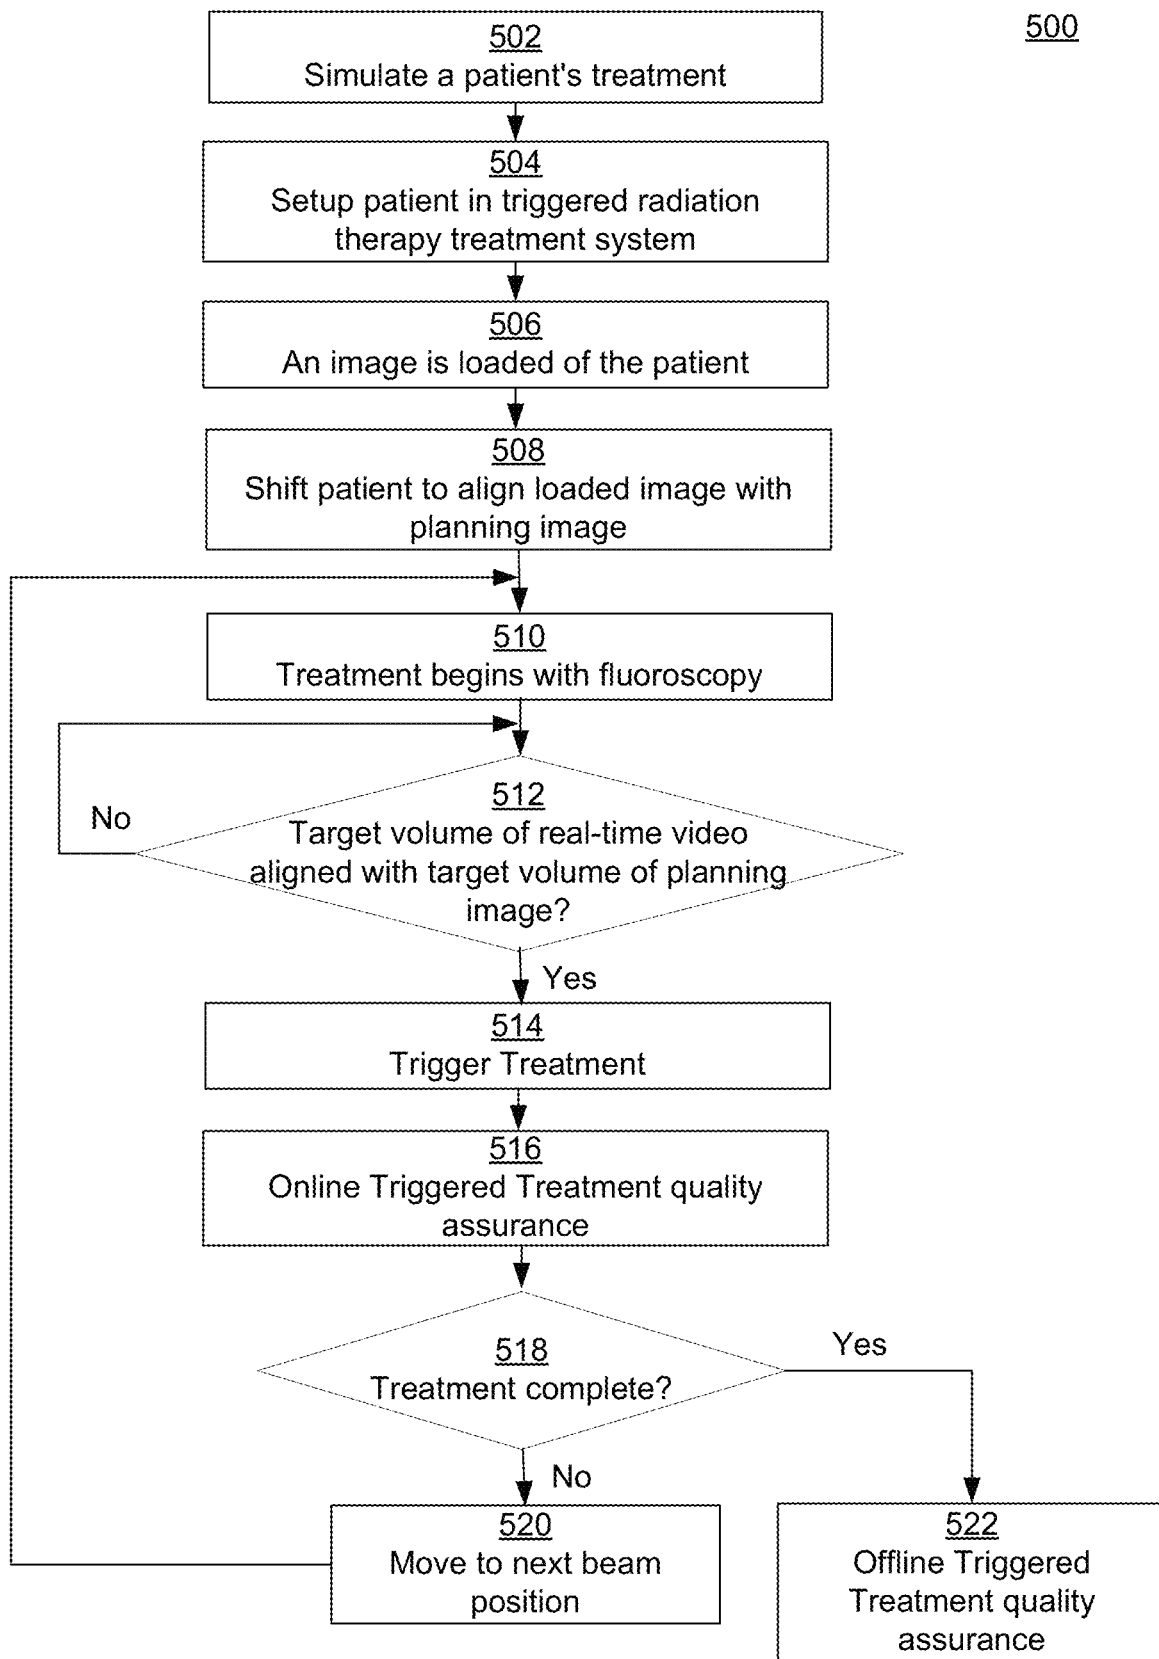 500
502
Simulate a patient's treatment
504
Setup patient in triggered radiation
therapy treatment system
506
An image is loaded of the patient
508
Shift patient to align loaded image with
planning image
510
Treatment begins with fluoroscopy
512
Target volume of real-time video
aligned with target volume of planning
image?
No
Yes
514
Trigger Treatment
516
Online Triggered Treatment quality
assurance
518
Treatment complete?
Yes
No
520
Move to next beam
position
522
Offline Triggered
Treatment quality
assurance